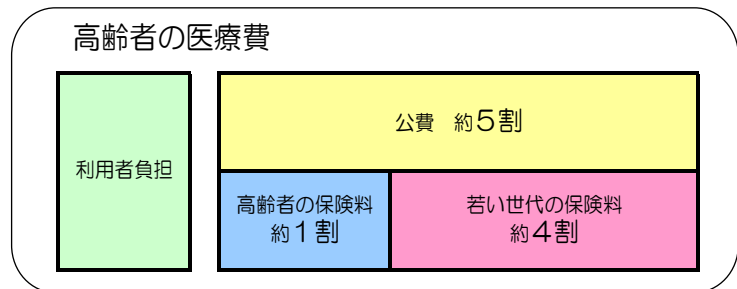 高齢者の医療費
利用者負担
公費 約5割
高齢者の保険料
約1割
若い世代の保険料
約4割